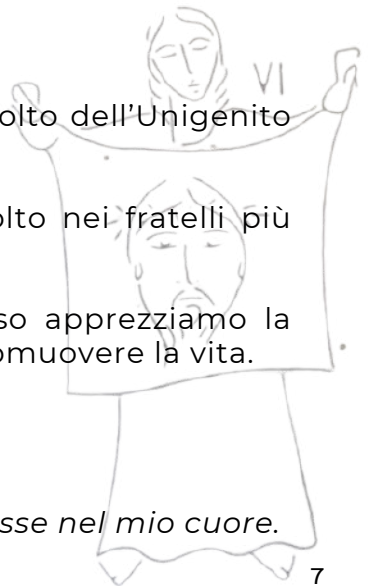 VI
olto dell'Unigenito
olto nei fratelli più
so apprezziamo la
omuovere la vita.
sse nel mio cuore.
7